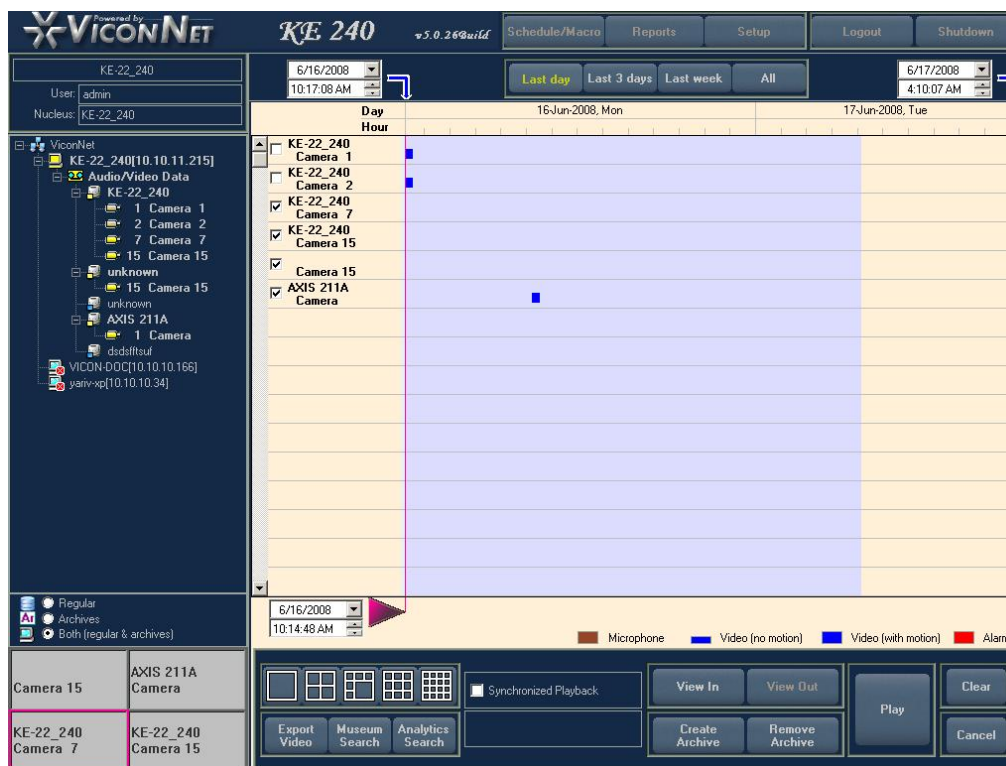 Powered by
VICONNET
KE 240
v5.0.26Build
Schedule/Macro
Reports
Setup
Logout
Shutdown
KE-22_240
User: admin
Nucleus: KE-22_240
6/16/2008
10:17:08 AM
Last day
Last 3 days
Last week
All
6/17/2008
4:10:07 AM
Day
16-Jun-2008, Mon
17-Jun-2008, Tue
Hour
ViconNet
KE-22_240[10.10.11.215]
Audio/Video Data
KE-22_240
1 Camera 1
2 Camera 2
7 Camera 7
15 Camera 15
unknown
15 Camera 15
unknown
AXIS 211A
1 Camera
dsdsfftsuf
VICON-DOC[10.10.10.166]
yariv-xp[10.10.10.34]
KE-22_240
Camera 1
KE-22_240
Camera 2
KE-22_240
Camera 7
KE-22_240
Camera 15
Camera 15
AXIS 211A
Camera
Regular
Ar Archives
Both (regular & archives)
6/16/2008
10:14:48 AM
Microphone
Video (no motion)
Video (with motion)
Alarm
Camera 15
AXIS 211A
Camera
KE-22_240
Camera 7
KE-22_240
Camera 15
Synchronized Playback
Export
Video
Museum
Search
Analytics
Search
View In
View Out
Create
Archive
Remove
Archive
Play
Clear
Cancel